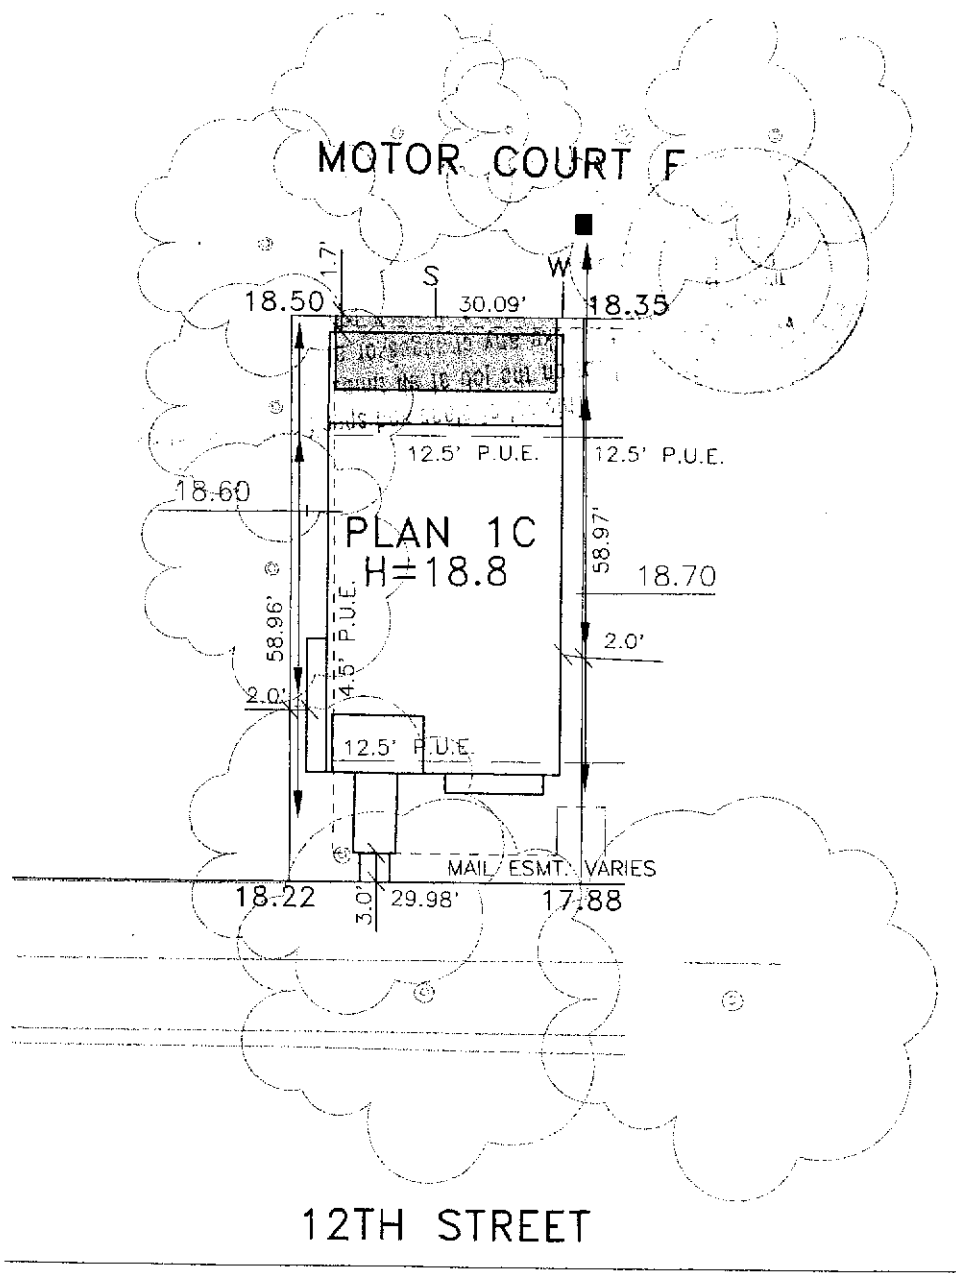 MOTOR COURT F
1.7'
S
W
18.50
30.09'
18.35
12.5' P.U.E.
12.5' P.U.E.
18.60
PLAN 1C
H=18.8
58.97'
18.70
4.5' P.U.E.
58.96'
2.0'
2.0'
12.5' P.U.E.
MAIL ESMT. VARIES
18.22
3.0'
29.98'
17.88
12TH STREET